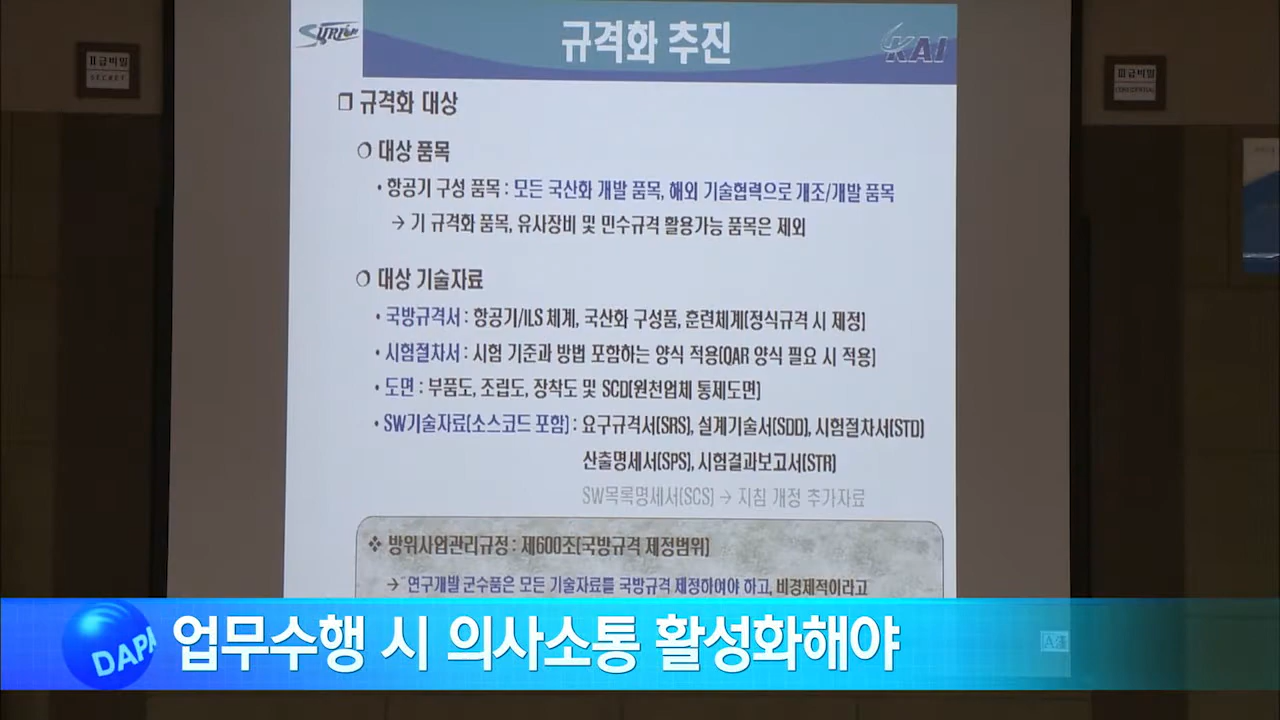 SURION
규격화 추진
KAI
Ⅱ급비밀
SECRET
Ⅲ급비밀
❒ 규격화 대상
❍ 대상 품목
• 항공기 구성 품목 : 모든 국산화 개발 품목, 해외 기술협력으로 개조/개발 품목
→ 기 규격화 품목, 유사장비 및 민수규격 활용가능 품목은 제외
❍ 대상 기술자료
• 국방규격서 : 항공기/ILS 체계, 국산화 구성품, 훈련체계(정식규격 시 제정)
• 시험절차서 : 시험 기준과 방법 포함하는 양식 적용(QAR 양식 필요 시 적용)
• 도면 : 부품도, 조립도, 장착도 및 SCD(원천업체 통제도면)
• SW기술자료(소스코드 포함) : 요구규격서(SRS), 설계기술서(SDD), 시험절차서(STD)
산출명세서(SPS), 시험결과보고서(STR)
SW목록명세서(SCS) → 지침 개정 추가자료
❖ 방위사업관리규정 : 제600조(국방규격 제정범위)
→ "연구개발 군수품은 모든 기술자료를 국방규격 제정하여야 하고, 비경제적이라고
DAPA
업무수행 시 의사소통 활성화해야